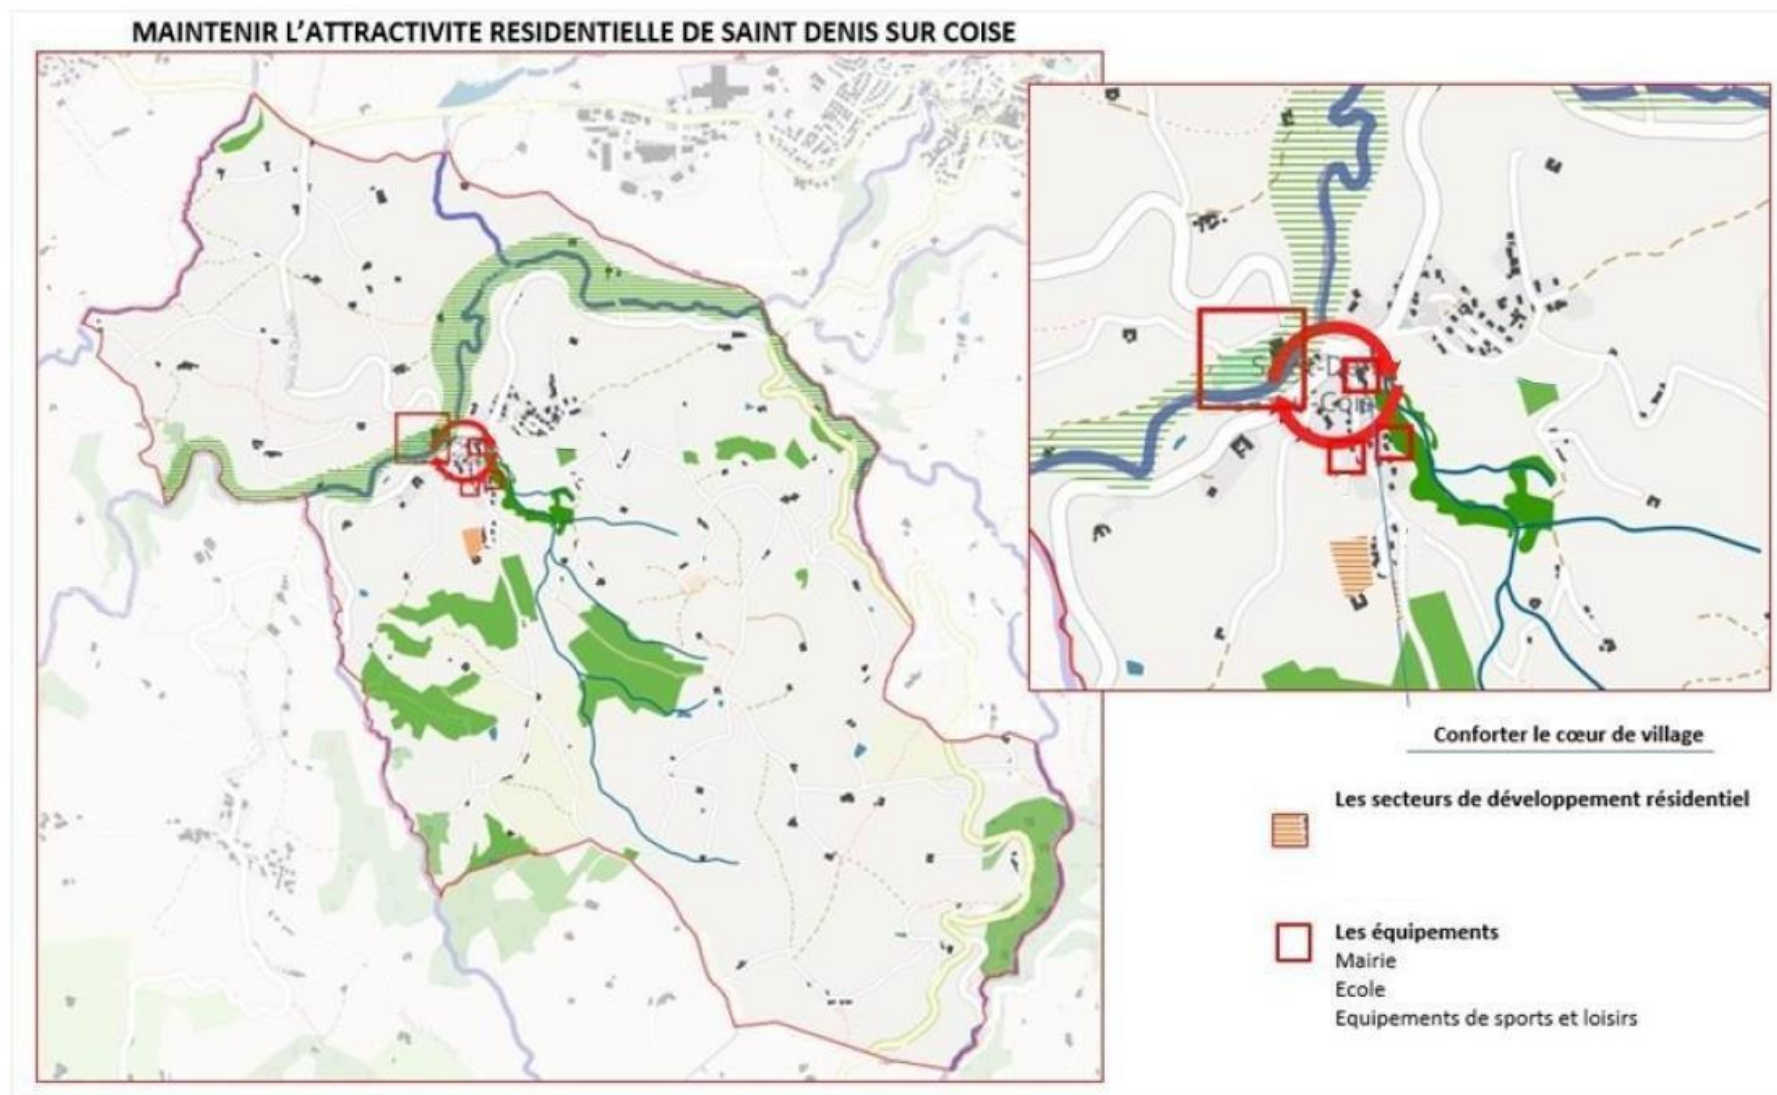 MAINTENIR L'ATTRACTIVITE RESIDENTIELLE DE SAINT DENIS SUR COISE
Conforter le cœur de village
Les secteurs de développement résidentiel
Les équipements
Mairie
Ecole
Equipements de sports et loisirs